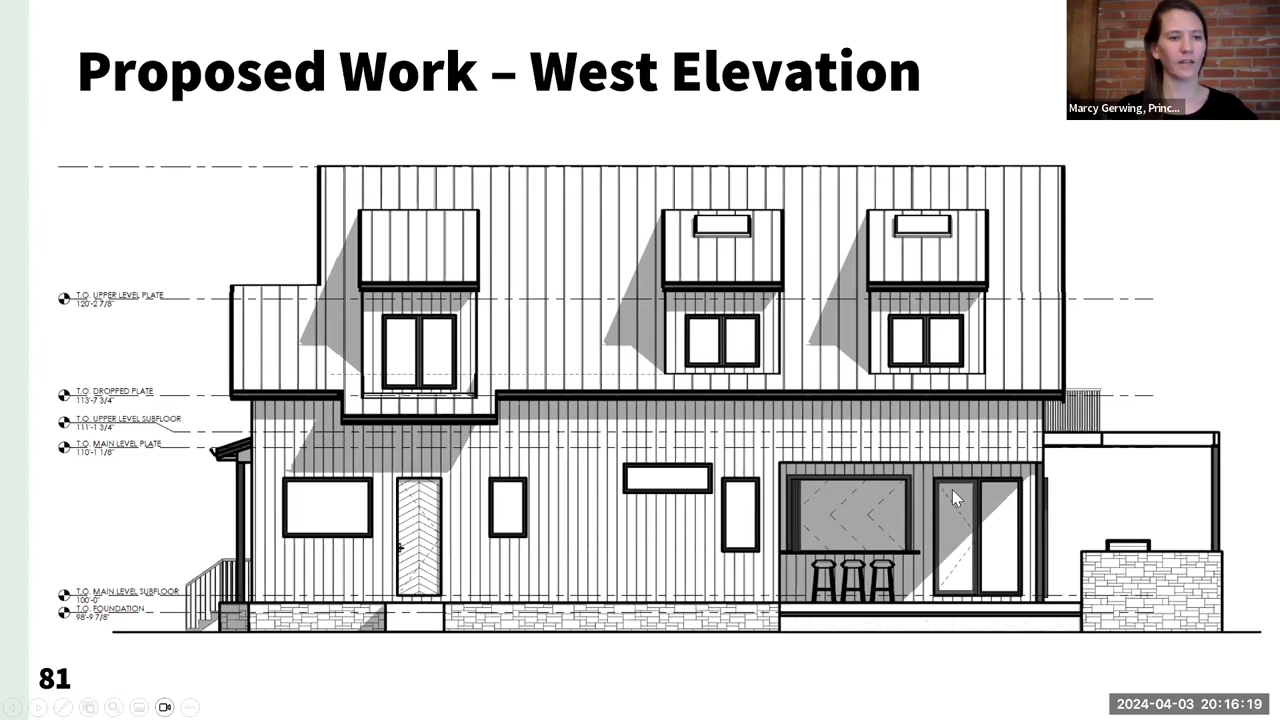 Proposed Work – West Elevation
Marcy Gerwing, Princ...
T.O. UPPER LEVEL PLATE
120'-2 7/8"
T.O. DROPPED PLATE
113'-7 3/4"
T.O. UPPER LEVEL SUBFLOOR
111'-1 3/4"
T.O. MAIN LEVEL PLATE
110'-1 1/8"
T.O. MAIN LEVEL SUBFLOOR
100'-0"
T.O. FOUNDATION
98'-9 7/8"
81
2024-04-03 20:16:19